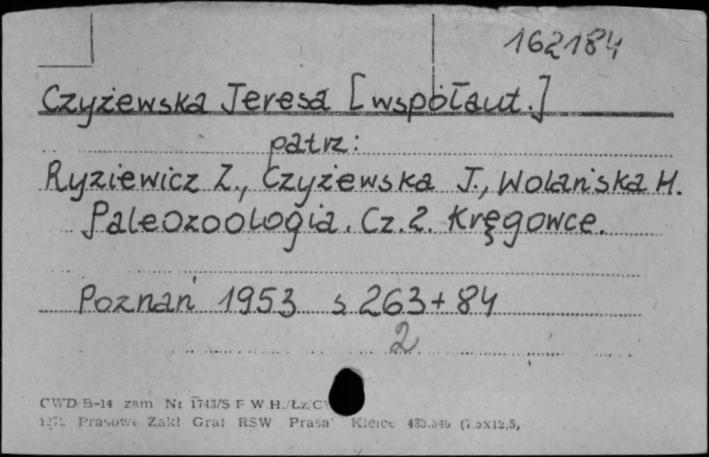 162184
Czyżewska Teresa [współaut.]
patrz:
Ryziewicz Z., Czyżewska T., Wolańska H.
Paleozoologia. Cz. 2. Kręgowce.
Poznań 1953 s 263+84
2
CWD/B-14 zam Nr 1743/S F W.H./Łz/C
Prasowe Zakł Graf RSW "Prasa" Kielce